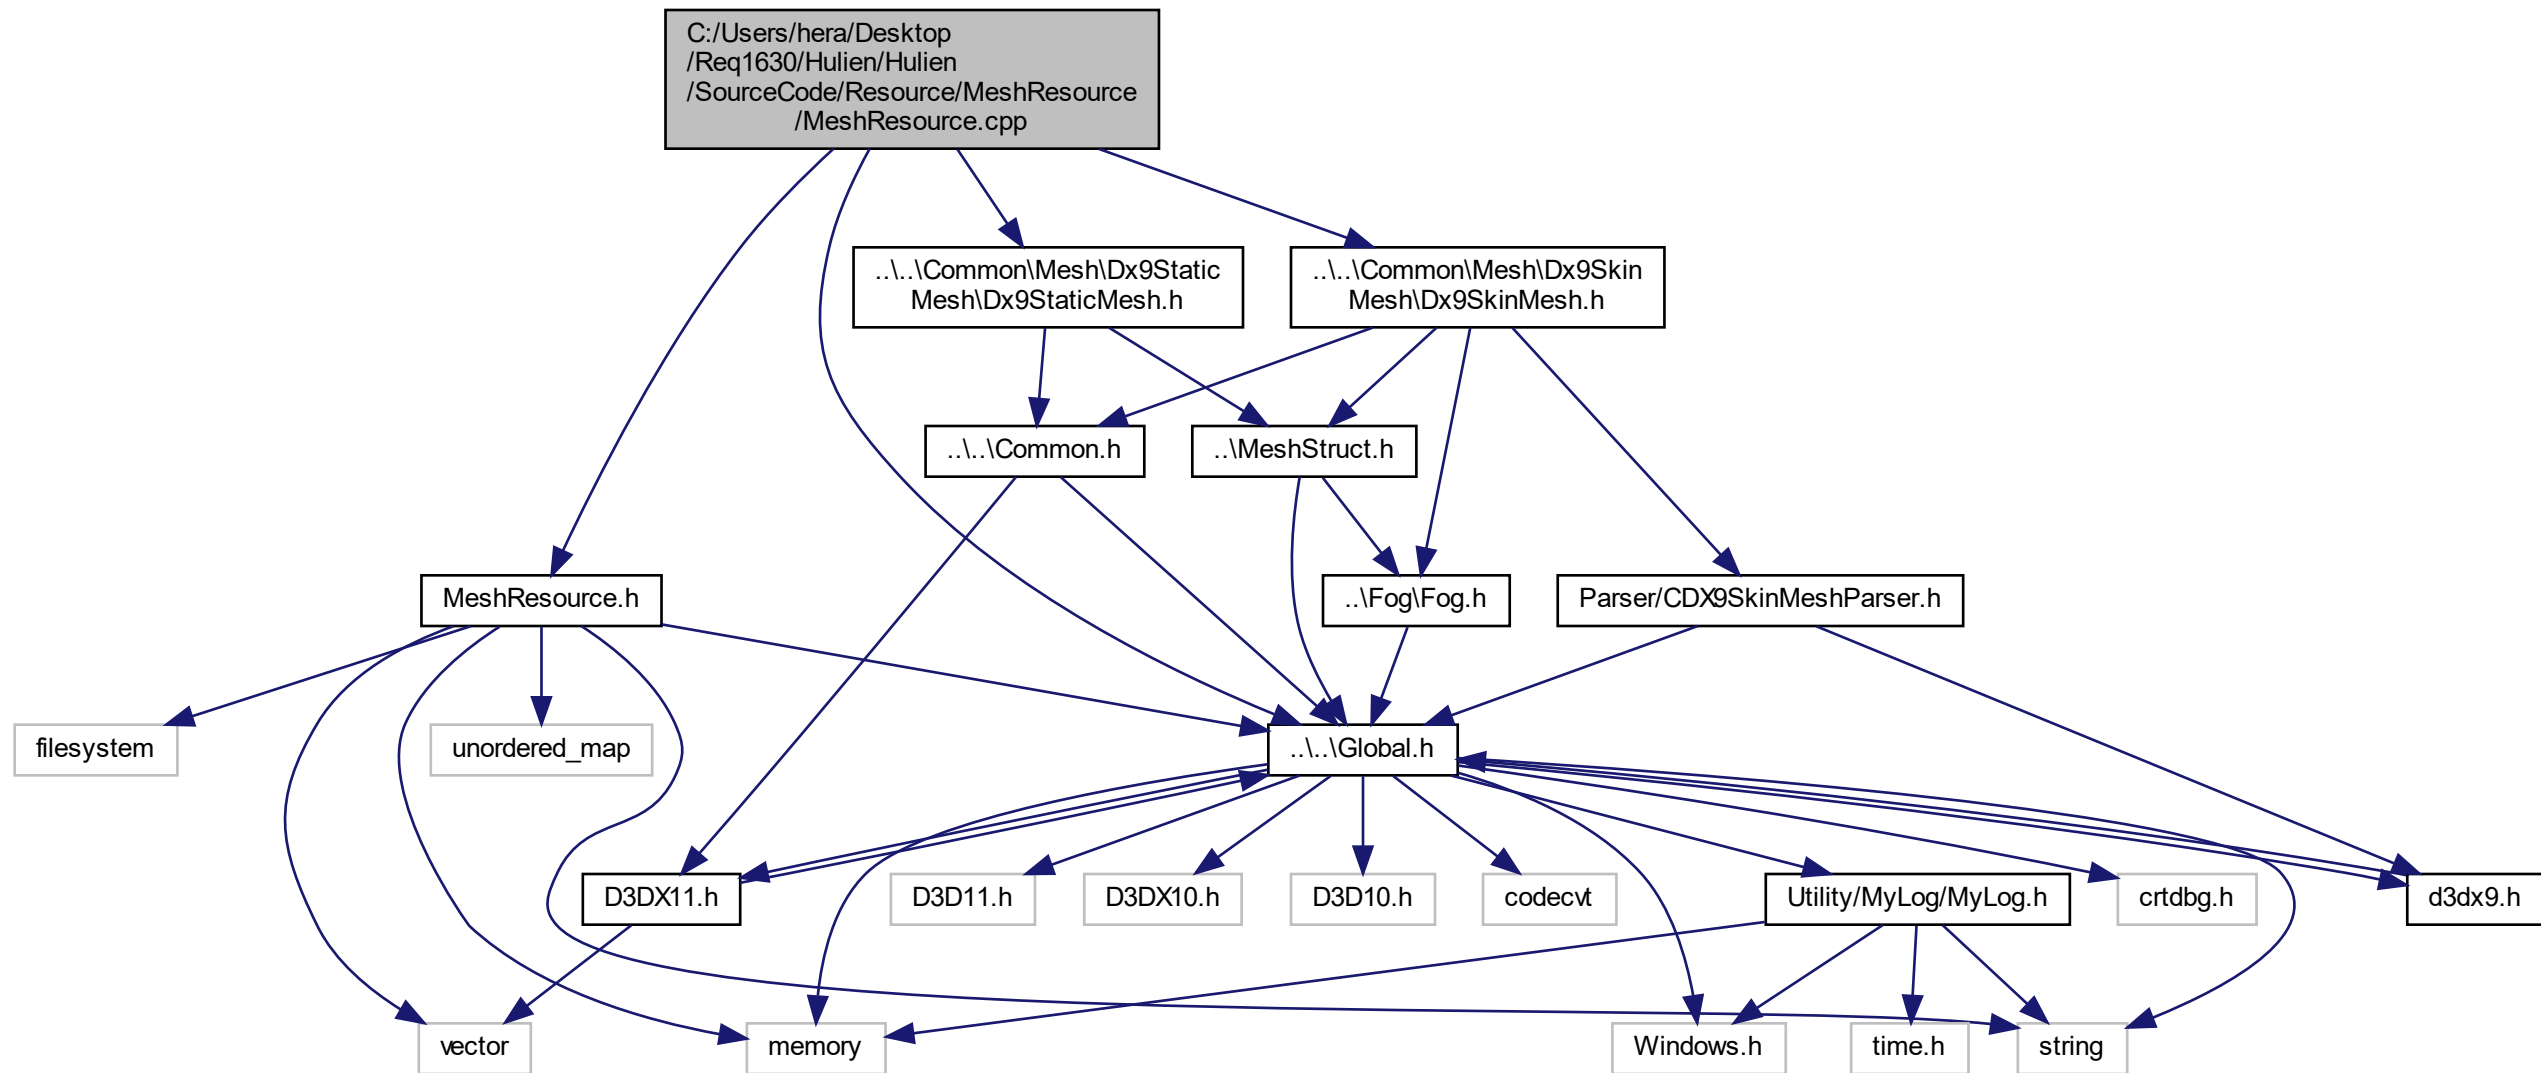 C:/Users/hera/Desktop
/Req1630/Hulien/Hulien
/SourceCode/Resource/MeshResource
/MeshResource.cpp
..\..\Common\Mesh\Dx9Static
Mesh\Dx9StaticMesh.h
..\..\Common\Mesh\Dx9Skin
Mesh\Dx9SkinMesh.h
..\..\Common.h
..\MeshStruct.h
MeshResource.h
..\Fog\Fog.h
Parser/CDX9SkinMeshParser.h
filesystem
unordered_map
..\..\Global.h
D3DX11.h
D3D11.h
D3DX10.h
D3D10.h
codecvt
Utility/MyLog/MyLog.h
crtdbg.h
d3dx9.h
vector
memory
Windows.h
time.h
string